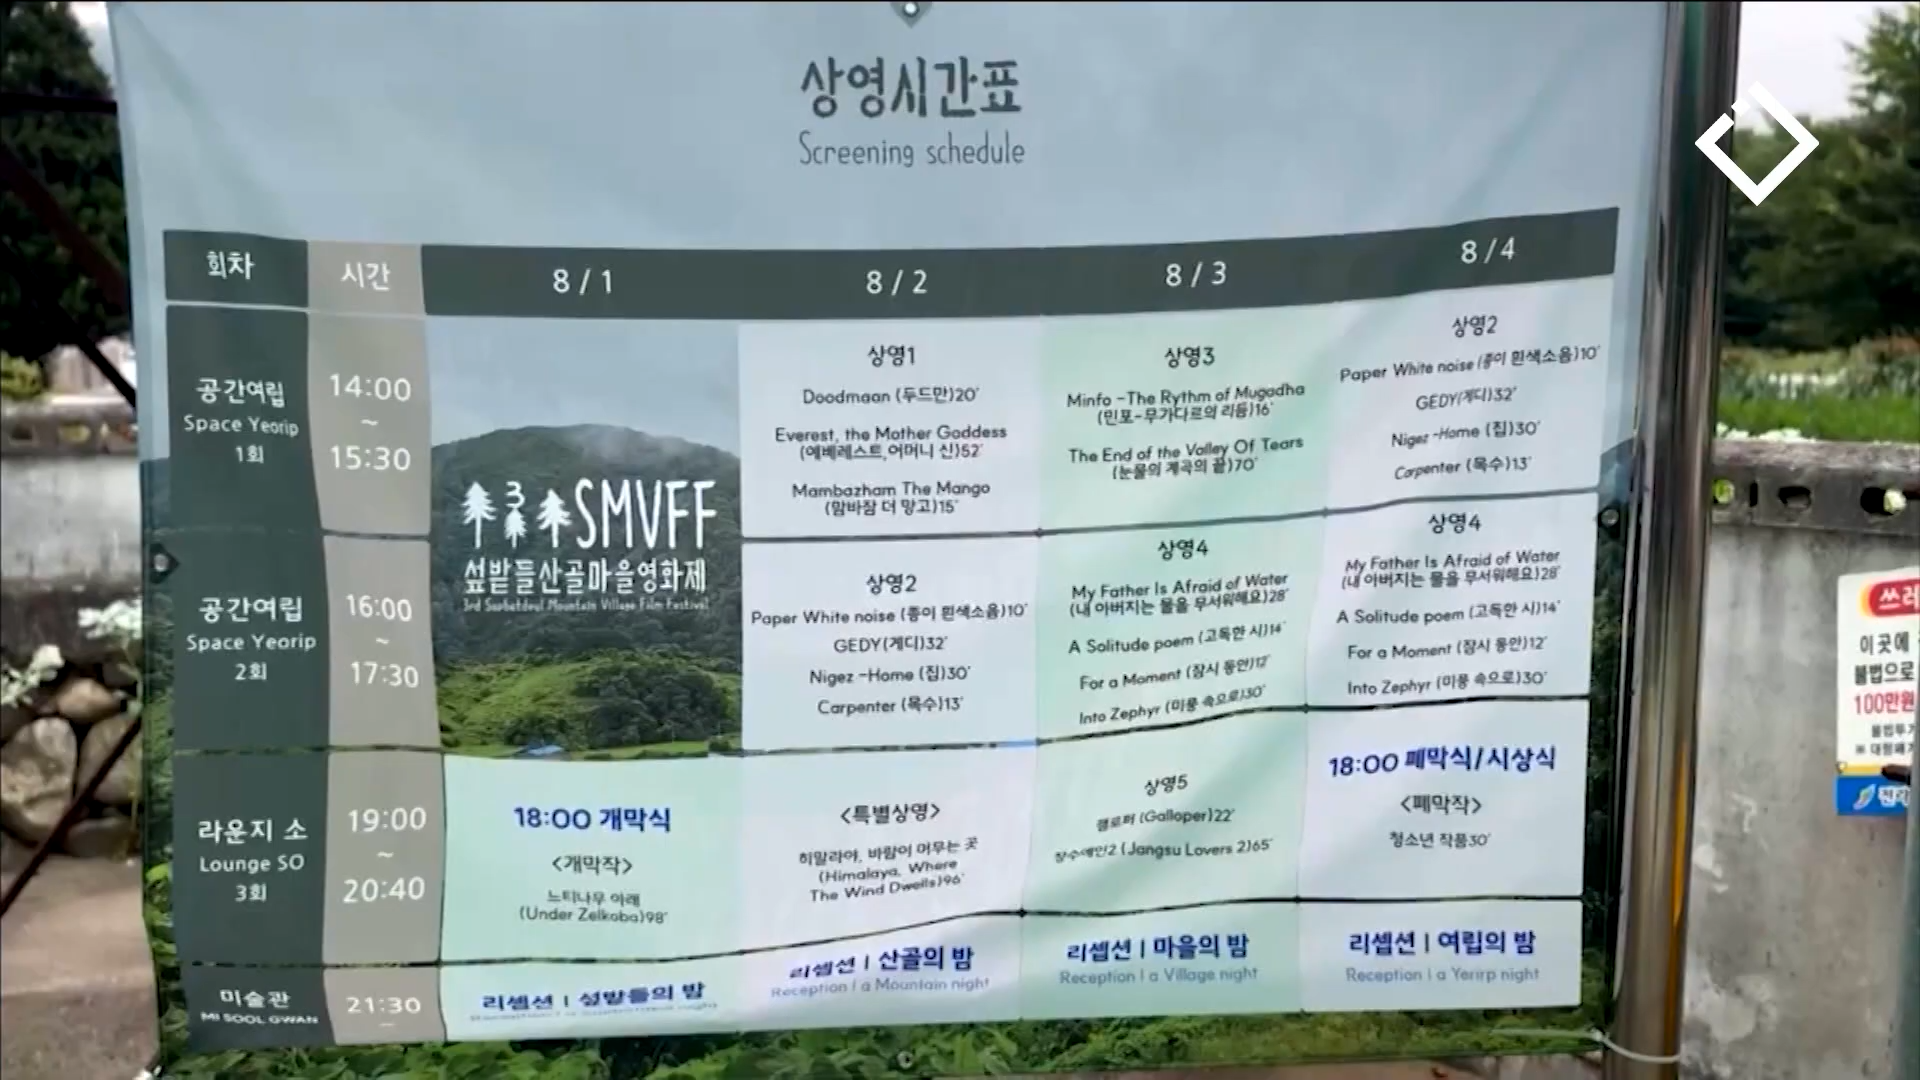 상영시간표
Screening schedule
회차
시간
8/1
8/2
8/3
8/4
공간여립
Space Yeorip
1회
14:00
~
15:30
3 SMVFF
섶밭들산골마을영화제
3rd Supbatdeul Mountain Village Film Festival
상영1
Doodmaan (두드만)20'
Everest, the Mother Goddess
(에베레스트,어머니 신)52'
Mambazham The Mango
(맘바잠 더 망고)15'
상영3
Minfo -The Rythm of Mugadha
(민포-무가다르의 리듬)16'
The End of the Valley Of Tears
(눈물의 계곡의 끝)70'
상영2
Paper White noise (종이 흰색소음)10'
GEDY(게디)32'
Nigez -Home (집)30'
Carpenter (목수)13'
공간여립
Space Yeorip
2회
16:00
~
17:30
상영2
Paper White noise (종이 흰색소음)10'
GEDY(게디)32'
Nigez -Home (집)30'
Carpenter (목수)13'
상영4
My Father Is Afraid of Water
(내 아버지는 물을 무서워해요)28'
A Solitude poem (고독한 시)14'
For a Moment (잠시 동안)12'
Into Zephyr (미풍 속으로)30'
상영4
My Father Is Afraid of Water
(내 아버지는 물을 무서워해요)28'
A Solitude poem (고독한 시)14'
For a Moment (잠시 동안)12'
Into Zephyr (미풍 속으로)30'
라운지 소
Lounge SO
3회
19:00
~
20:40
18:00 개막식
<개막작>
느티나무 아래
(Under Zelkoba)98'
<특별상영>
히말라야, 바람이 머무는 곳
(Himalaya, Where
The Wind Dwells)96'
상영5
갤로퍼 (Galloper)22'
장수애인2 (Jangsu Lovers 2)65'
18:00 폐막식/시상식
<폐막작>
청소년 작품30'
미술관
MI SOOL GWAN
21:30
~
리셉션 | 섶밭들의 밤
리셉션 | 산골의 밤
Reception | a Mountain night
리셉션 | 마을의 밤
Reception | a Village night
리셉션 | 여립의 밤
Reception | a Yerirp night
쓰레
이곳에
불법으로
100만원